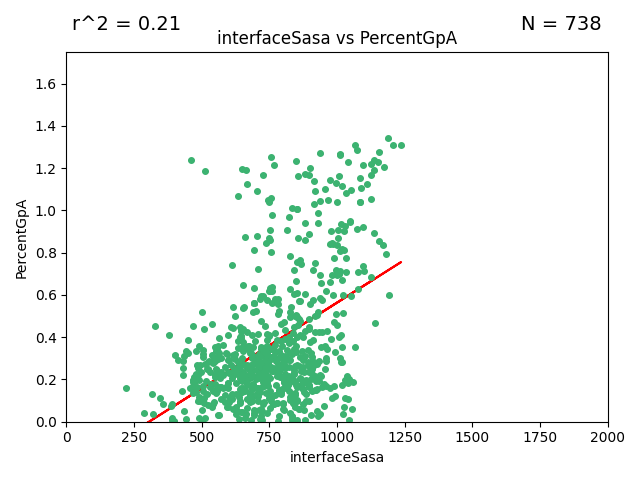 r^2 = 0.21
N = 738
interfaceSasa vs PercentGpA
PercentGpA
1.6
1.4
1.2
1.0
0.8
0.6
0.4
0.2
0.0
0 250 500 750 1000 1250 1500 1750 2000
interfaceSasa